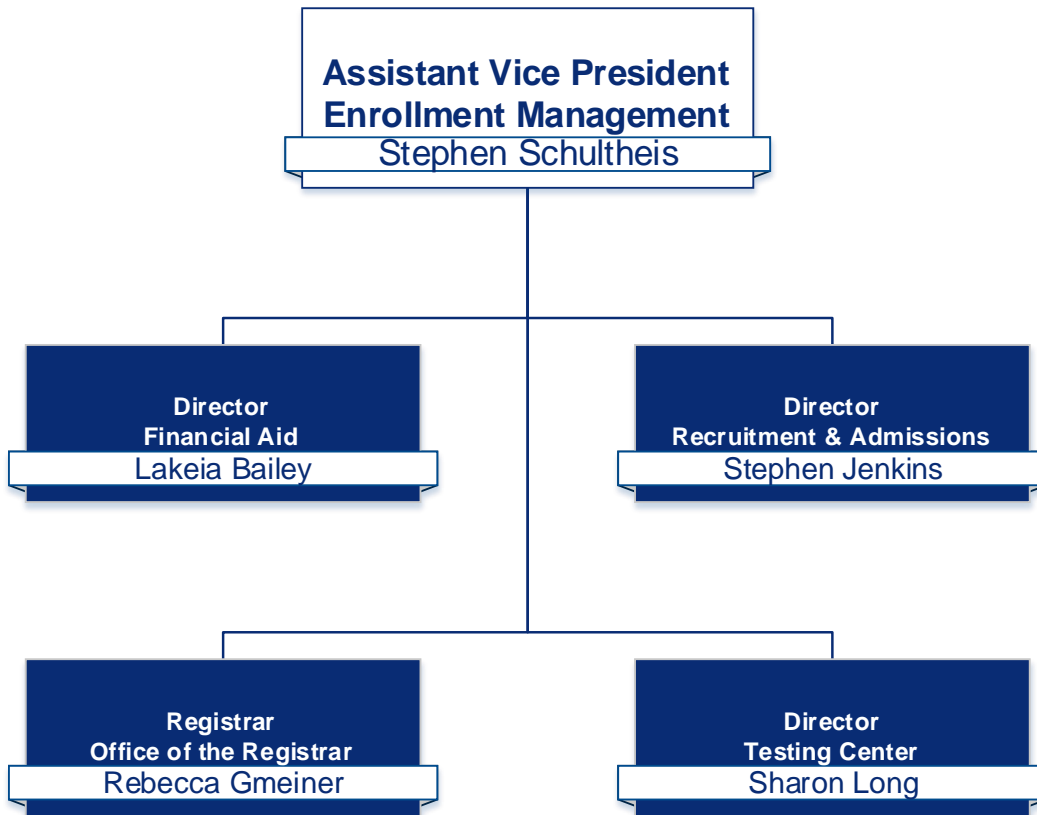 Assistant Vice President
Enrollment Management
Stephen Schultheis
Director
Financial Aid
Lakeia Bailey
Director
Recruitment & Admissions
Stephen Jenkins
Registrar
Office of the Registrar
Rebecca Gmeiner
Director
Testing Center
Sharon Long